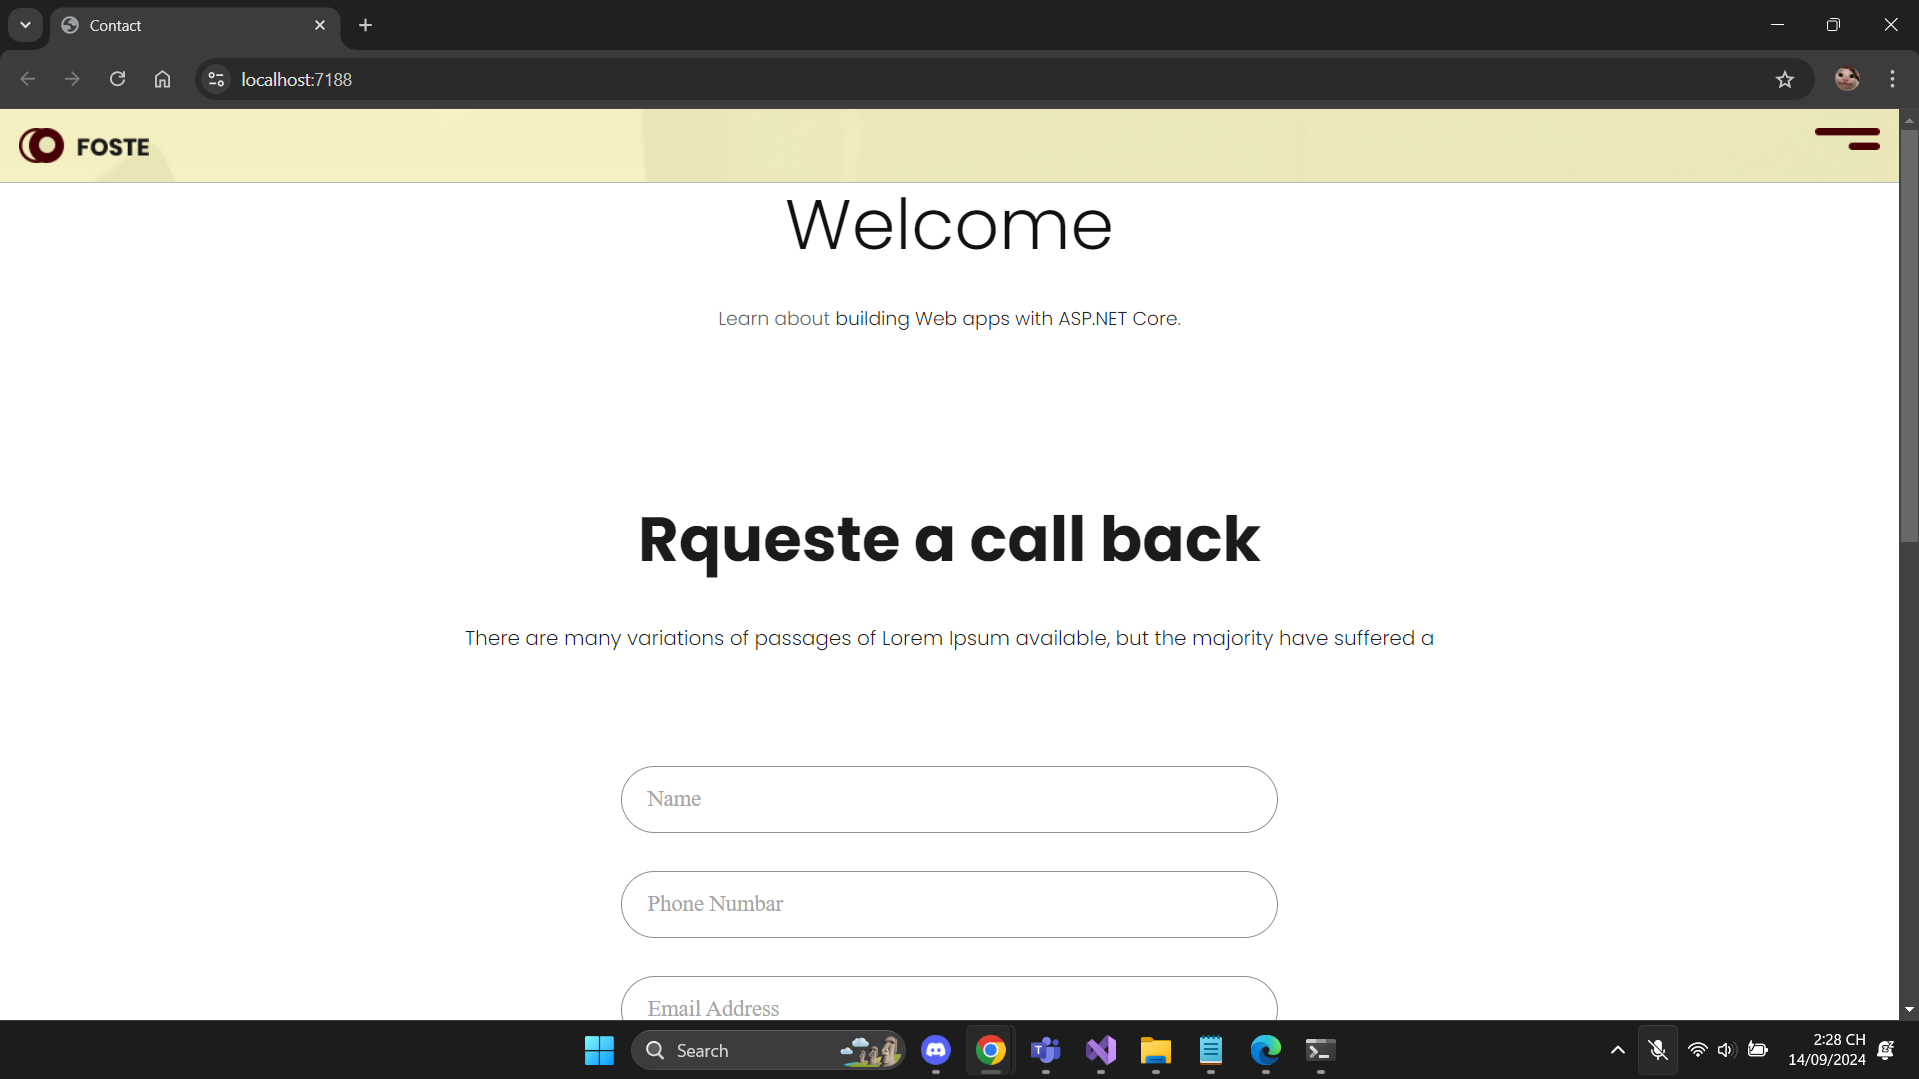 Contact
localhost:7188
FOSTE
Welcome
Learn about building Web apps with ASP.NET Core.
Rqueste a call back
There are many variations of passages of Lorem Ipsum available, but the majority have suffered a
Name
Phone Numbar
Email Address
Search
2:28 CH
14/09/2024